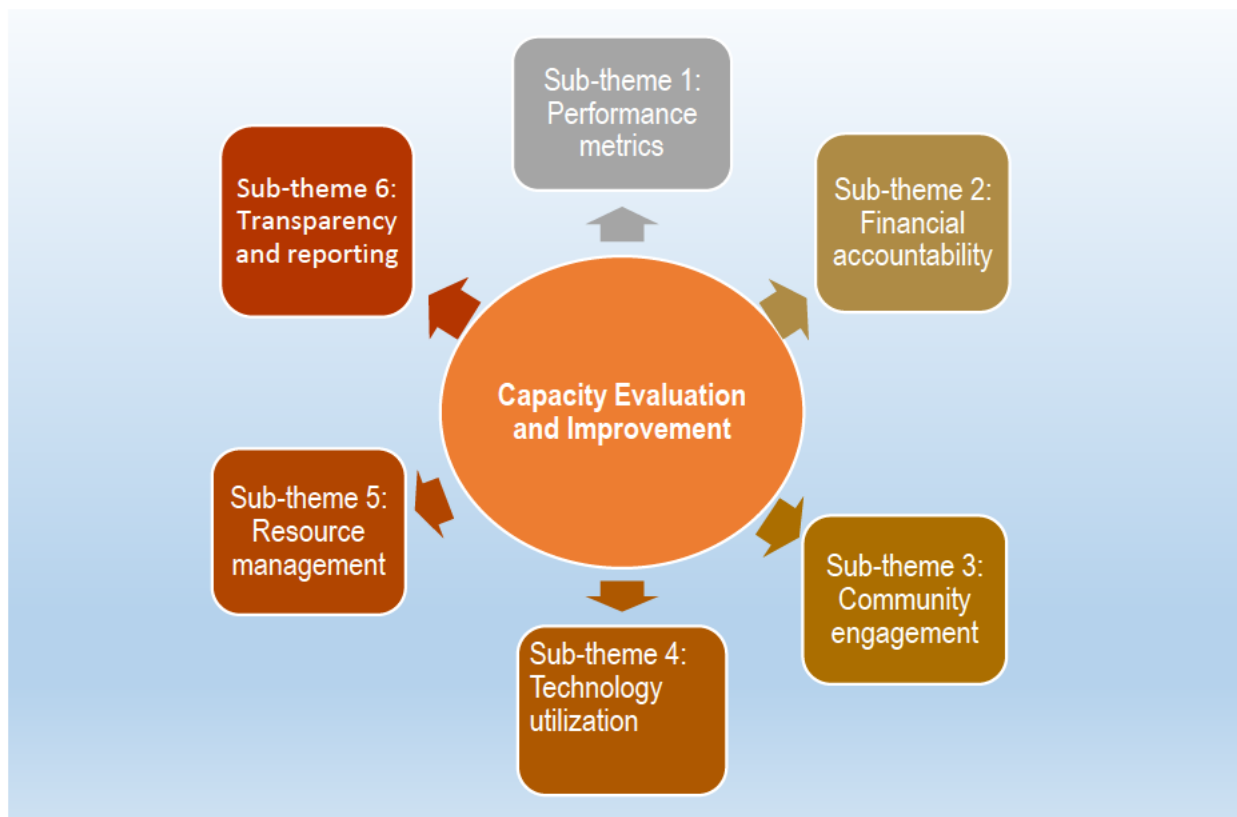 Sub-theme 1:
Performance
metrics
Sub-theme 2:
Financial
accountability
Sub-theme 3:
Community
engagement
Sub-theme 4:
Technology
utilization
Sub-theme 5:
Resource
management
Sub-theme 6:
Transparency
and reporting
Capacity Evaluation
and Improvement